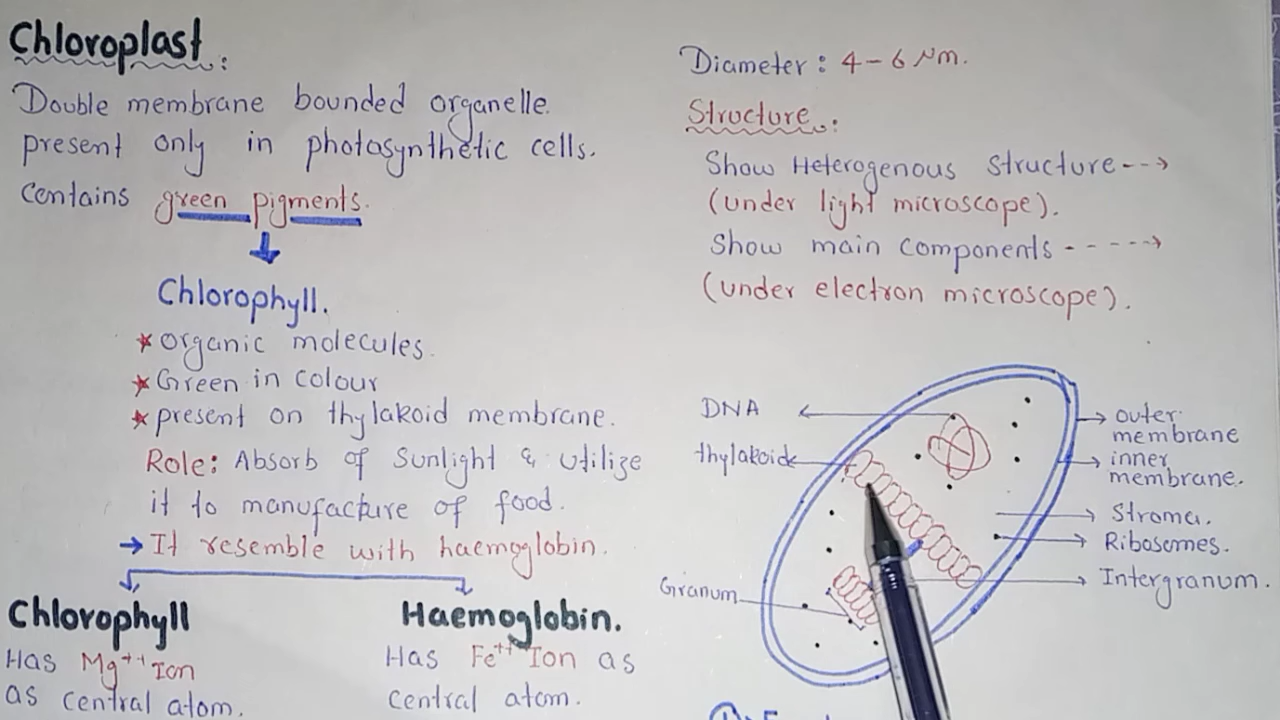 Chloroplast:
Double membrane bounded organelle.
present only in photosynthetic cells.
Contains green pigments.
Chlorophyll.
* organic molecules.
* Green in colour
* present on thylakoid membrane.
Role: Absorb of Sunlight & utilize
it to manufacture of food.
→ It resemble with haemoglobin.
Chlorophyll
Has Mg++ Ion
as central atom.
Haemoglobin.
Has Fe++ Ion as
central atom.
Diameter: 4-6 µm.
Structure:
Show Heterogenous Structure--->
(under light microscope).
Show main components----->
(under electron microscope).
DNA
thylakoid
Granum
outer
membrane
inner
membrane.
Stroma.
Ribosomes.
Intergranum.